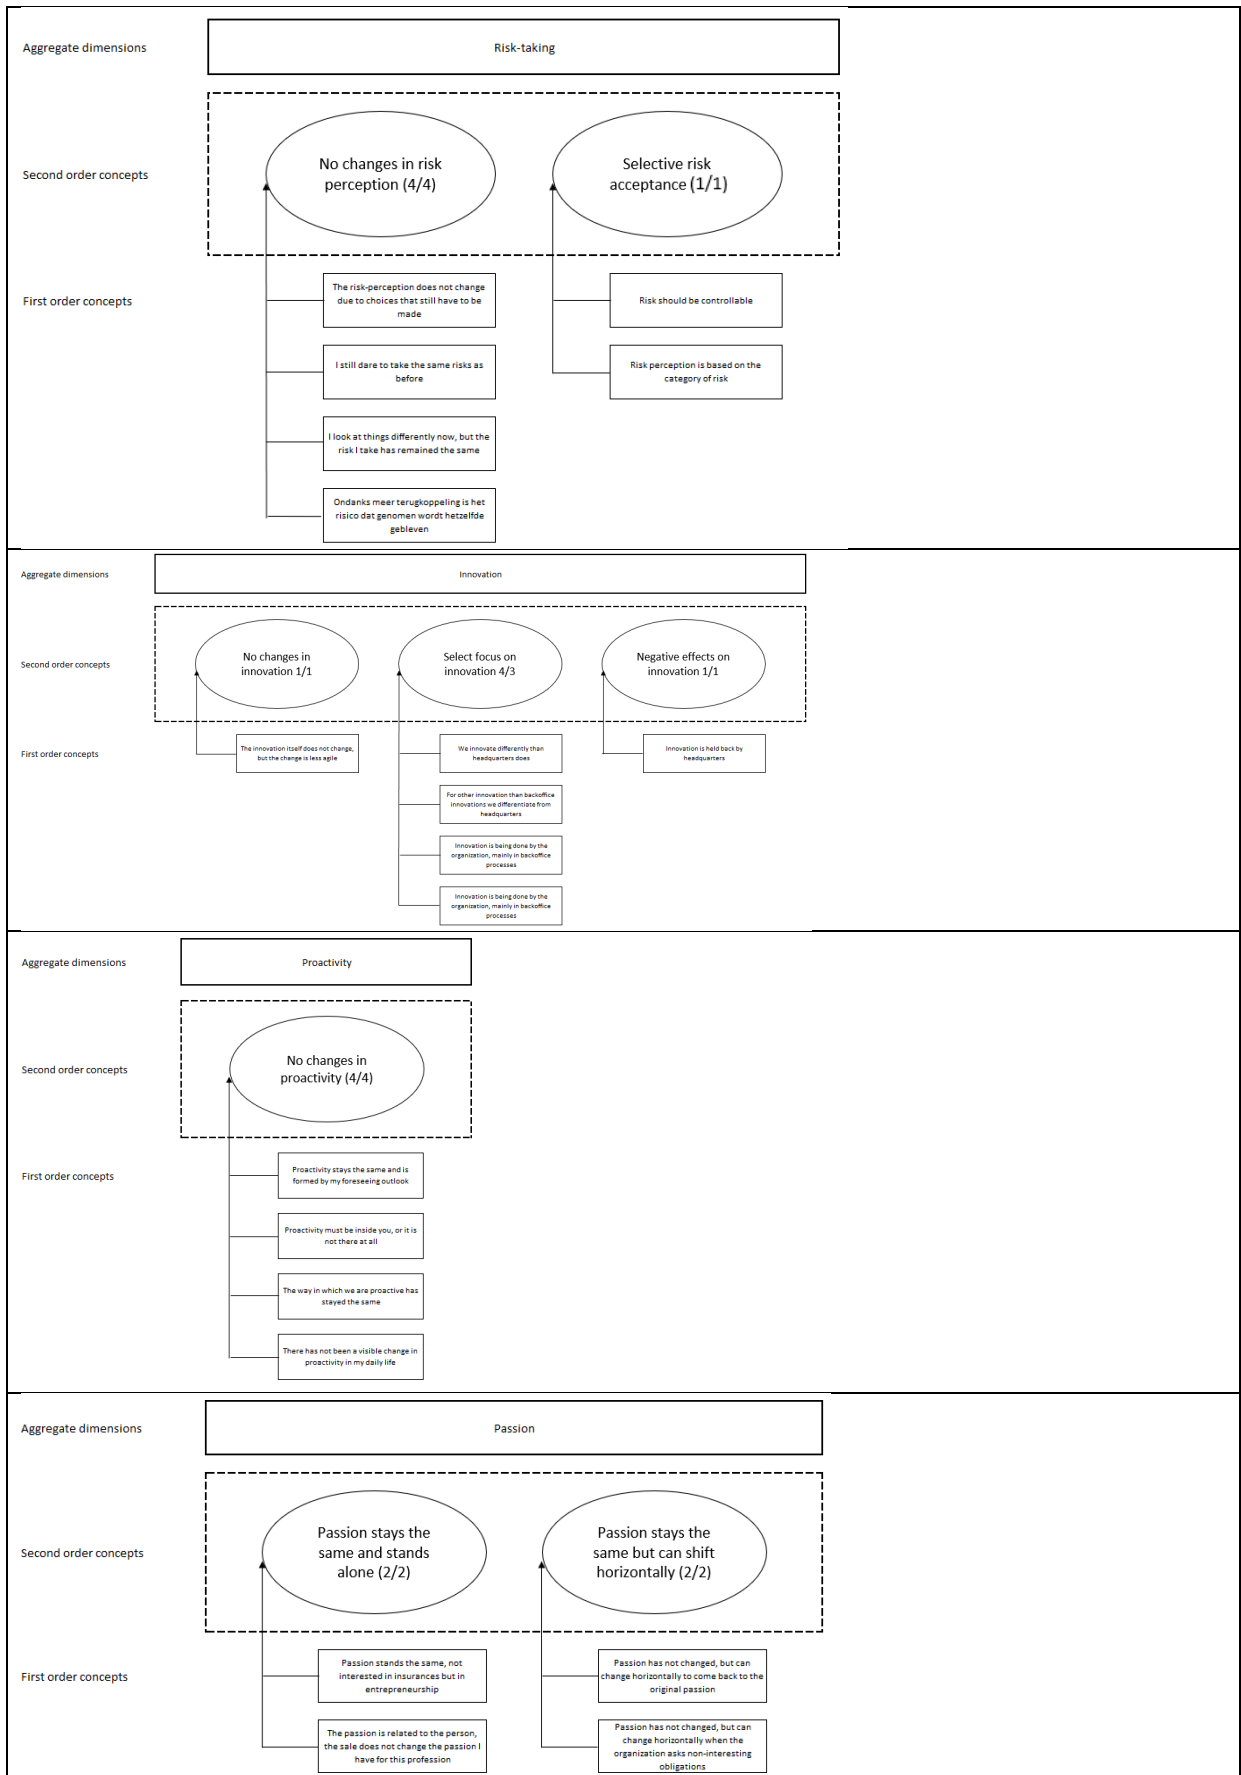 Aggregate dimensions
Risk-taking
Second order concepts
No changes in risk
perception (4/4)
Selective risk
acceptance (1/1)
First order concepts
The risk-perception does not change
due to choices that still have to be
made
Risk should be controllable
I still dare to take the same risks as
before
Risk perception is based on the
category of risk
I look at things differently now, but the
risk I take has remained the same
Ondanks meer terugkoppeling is het
risico dat genomen wordt hetzelfde
gebleven
Aggregate dimensions
Innovation
Second order concepts
No changes in
innovation 1/1
Select focus on
innovation 4/3
Negative effects on
innovation 1/1
First order concepts
The innovation itself does not change,
but the change is less agile
We innovate differently than
headquarters does
Innovation is held back by
headquarters
For other innovation than backoffice
innovations we differentiate from
headquarters
Innovation is being done by the
organization, mainly in backoffice
processes
Innovation is being done by the
organization, mainly in backoffice
processes
Aggregate dimensions
Proactivity
Second order concepts
No changes in
proactivity (4/4)
First order concepts
Proactivity stays the same and is
formed by my foreseeing outlook
Proactivity must be inside you, or it is
not there at all
The way in which we are proactive has
stayed the same
There has not been a visible change in
proactivity in my daily life
Aggregate dimensions
Passion
Second order concepts
Passion stays the
same and stands
alone (2/2)
Passion stays the
same but can shift
horizontally (2/2)
First order concepts
Passion stands the same, not
interested in insurances but in
entrepreneurship
Passion has not changed, but can
change horizontally to come back to the
original passion
The passion is related to the person,
the sale does not change the passion I
have for this profession
Passion has not changed, but can
change horizontally when the
organization asks non-interesting
obligations